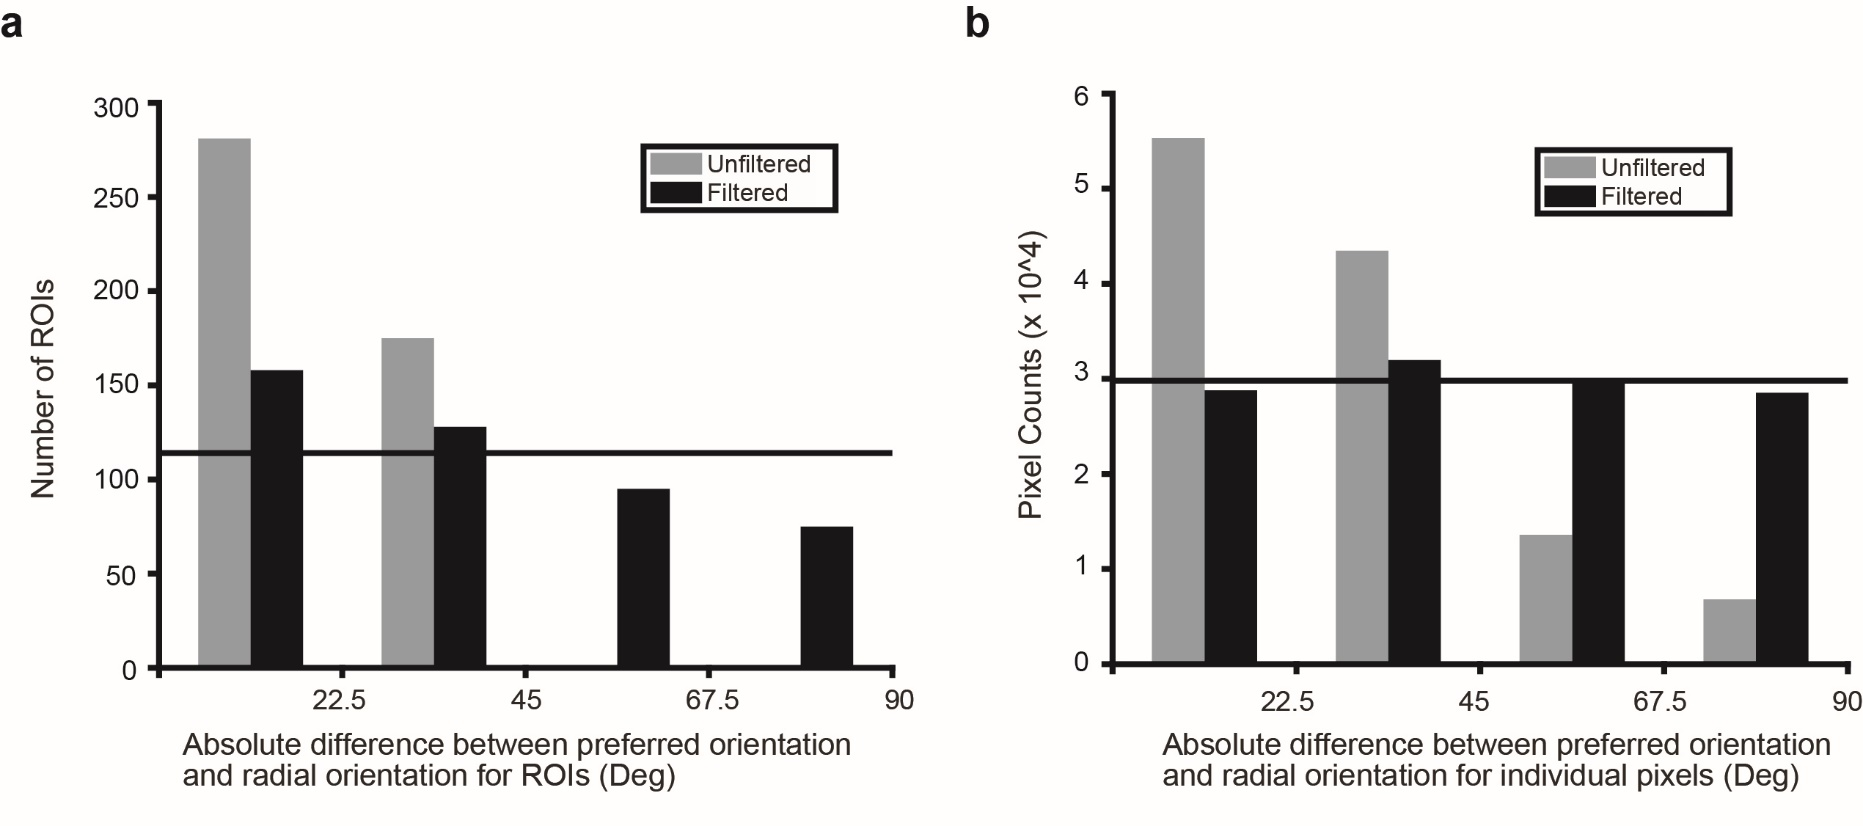 a
300
250
200
150
100
50
0
Number of ROIs
Unfiltered
Filtered
22.5 45 67.5 90
Absolute difference between preferred orientation
and radial orientation for ROIs (Deg)
b
6
5
4
3
2
1
0
Pixel Counts (x 10^4)
Unfiltered
Filtered
22.5 45 67.5 90
Absolute difference between preferred orientation
and radial orientation for individual pixels (Deg)